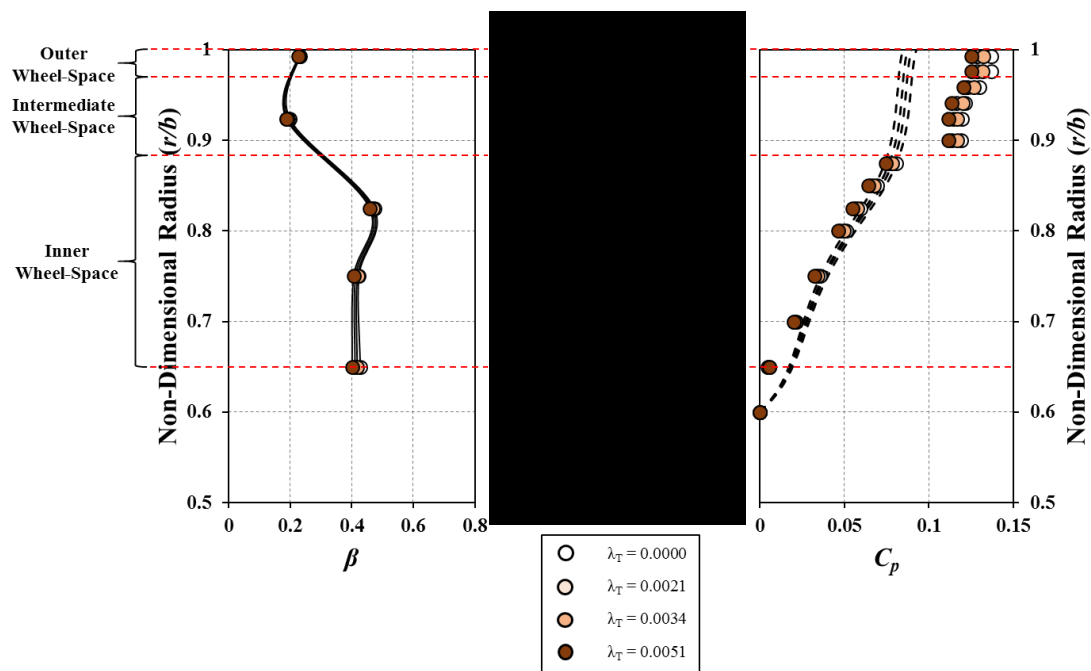 Outer
Wheel-Space
Intermediate
Wheel-Space
Inner
Wheel-Space
Non-Dimensional Radius (r/b)
1
0.9
0.8
0.7
0.6
0.5
0
0.2
0.4
0.6
0.8
β
λT = 0.0000
λT = 0.0021
λT = 0.0034
λT = 0.0051
0
0.05
0.1
0.15
Cp
1
0.9
0.8
0.7
0.6
0.5
Non-Dimensional Radius (r/b)